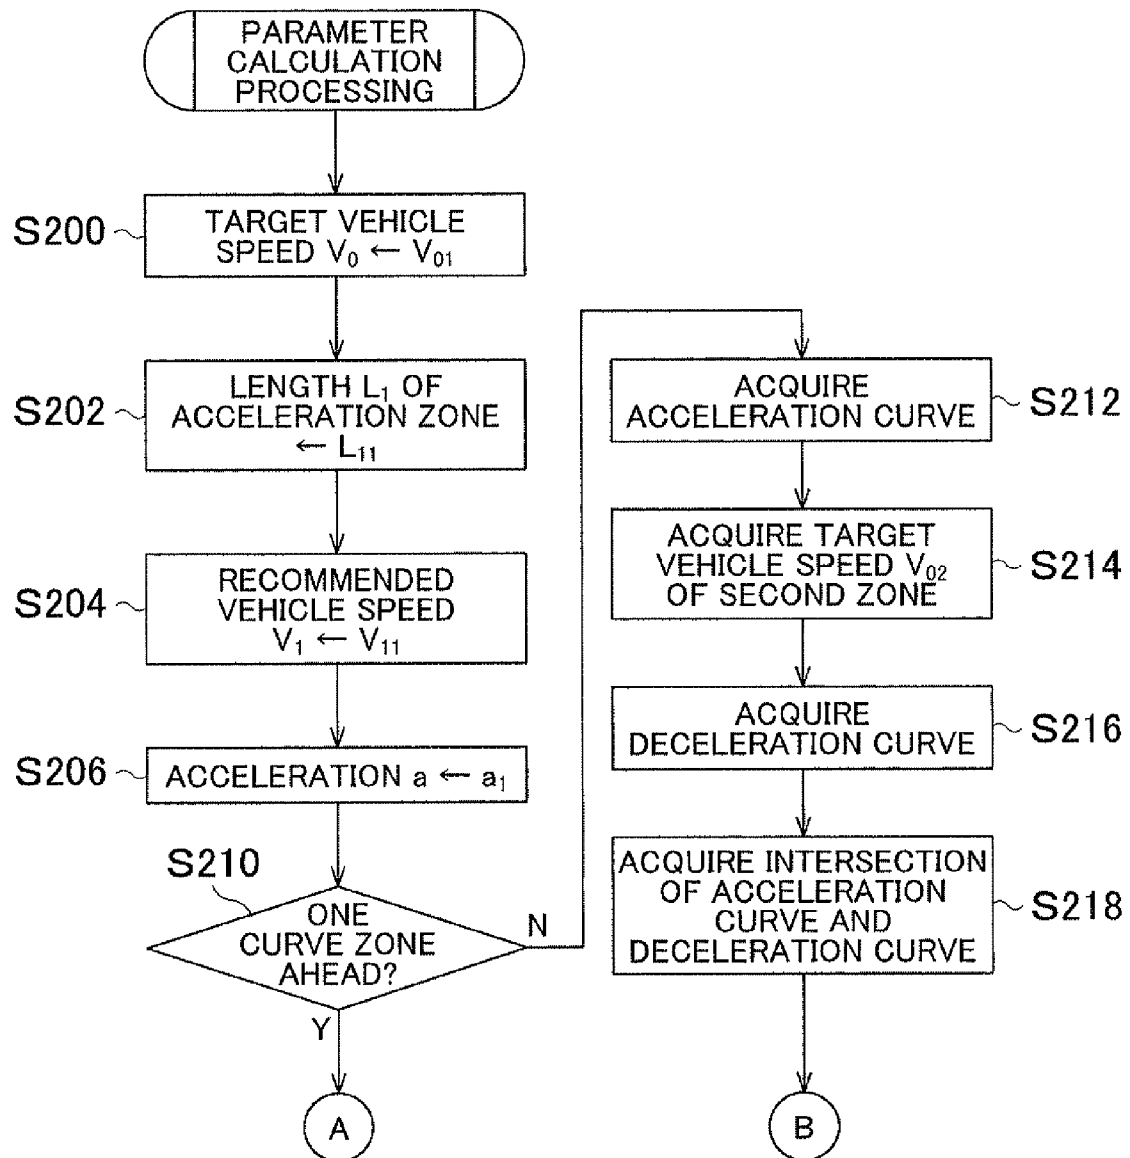 PARAMETER
CALCULATION
PROCESSING
S200
TARGET VEHICLE
SPEED V₀ ← V₀₁
S202
LENGTH L₁ OF
ACCELERATION ZONE
← L₁₁
S204
RECOMMENDED
VEHICLE SPEED
V₁ ← V₁₁
S206
ACCELERATION a ← a₁
S210
ONE
CURVE ZONE
AHEAD?
N
Y
A
ACQUIRE
ACCELERATION CURVE
S212
ACQUIRE TARGET
VEHICLE SPEED V₀₂
OF SECOND ZONE
S214
ACQUIRE
DECELERATION CURVE
S216
ACQUIRE INTERSECTION
OF ACCELERATION
CURVE AND
DECELERATION CURVE
S218
B